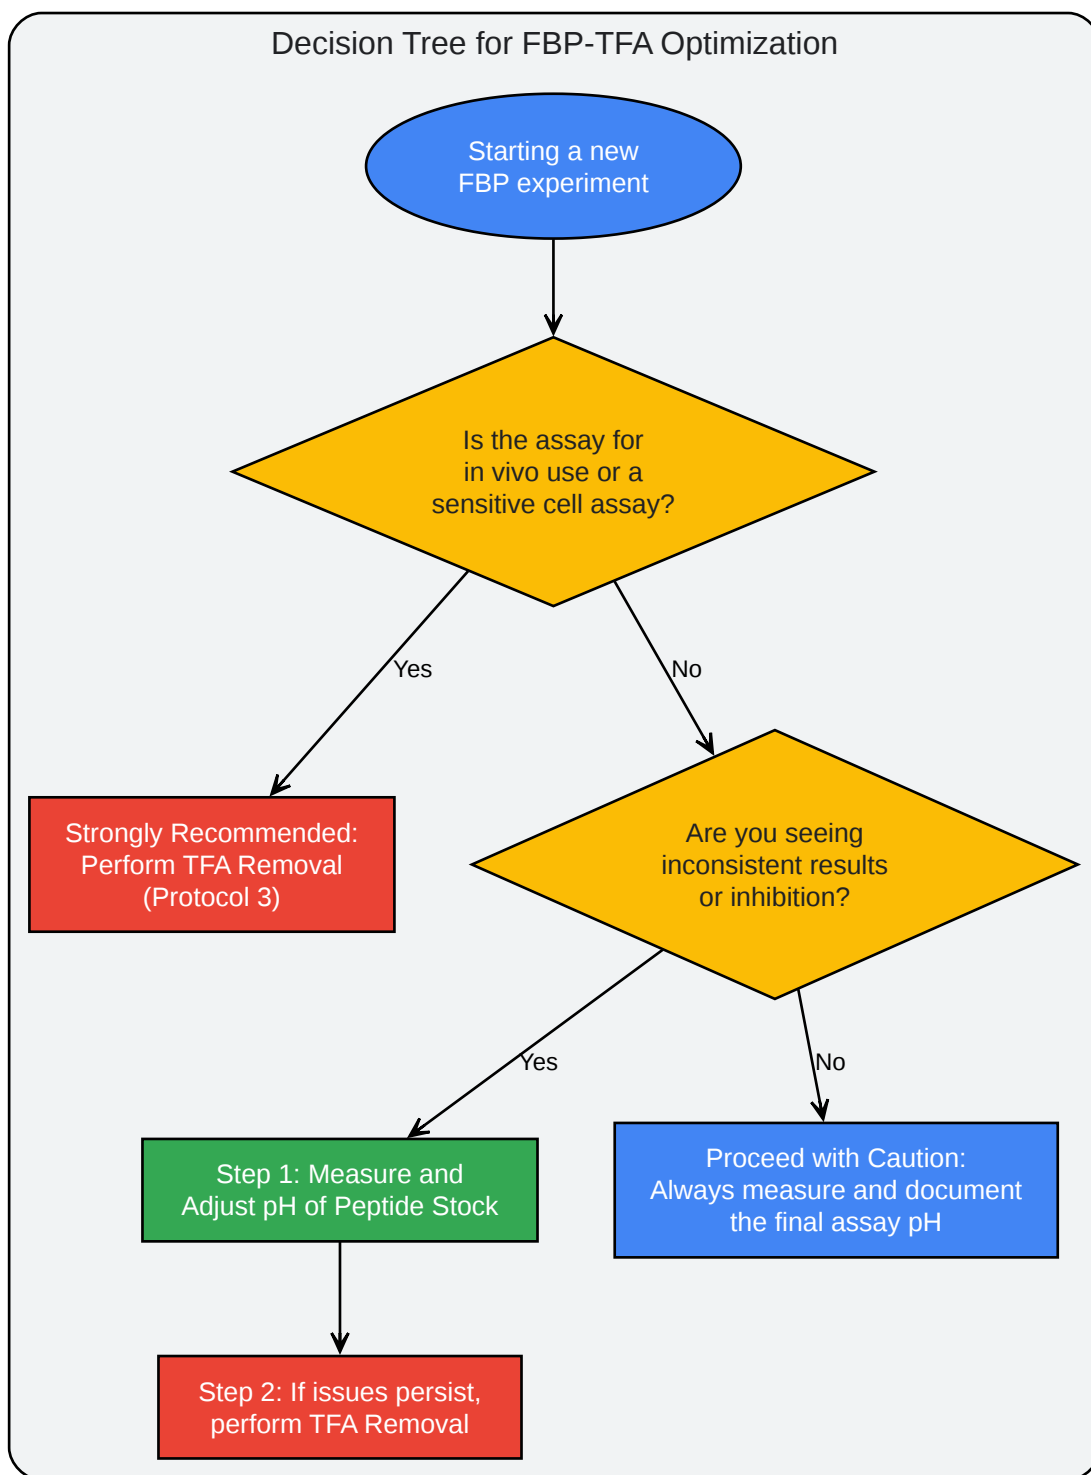 Decision Tree for FBP-TFA Optimization
Starting a new
FBP experiment
Is the assay for
in vivo use or a
sensitive cell assay?
Yes
No
Strongly Recommended:
Perform TFA Removal
(Protocol 3)
Are you seeing
inconsistent results
or inhibition?
Yes
No
Step 1: Measure and
Adjust pH of Peptide Stock
Proceed with Caution:
Always measure and document
the final assay pH
Step 2: If issues persist,
perform TFA Removal